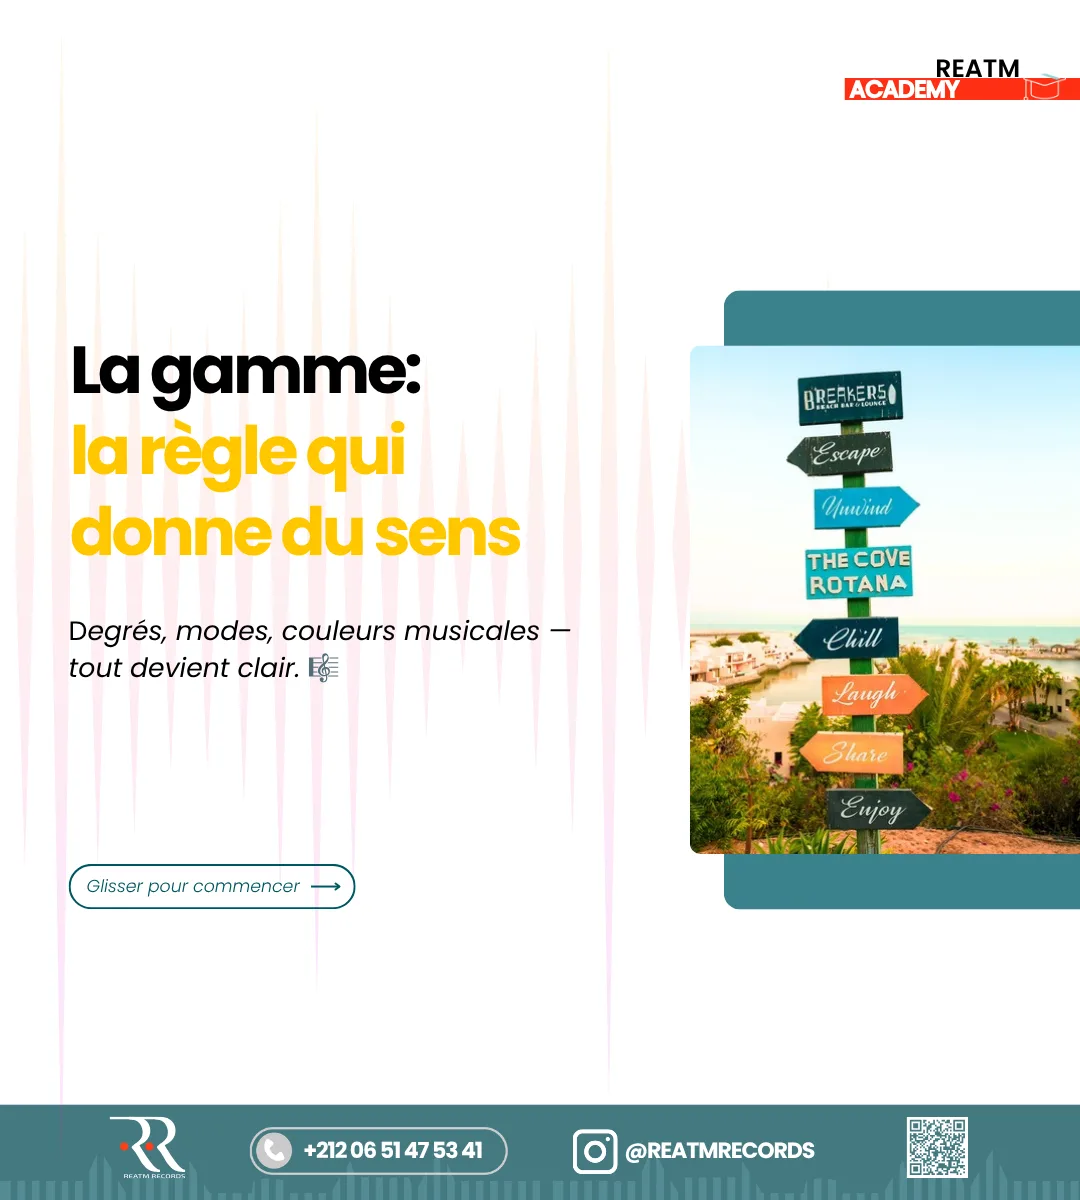 REATM
ACADEMY
La gamme:
la règle qui
donne du sens
Degrés, modes, couleurs musicales —
tout devient clair. 🎼
Glisser pour commencer
BREAKERS
BEACH BAR & LOUNGE
Escape
Unwind
THE COVE
ROTANA
Chill
Laugh
Share
Enjoy
REATM RECORDS
+212 06 51 47 53 41
@REATMRECORDS